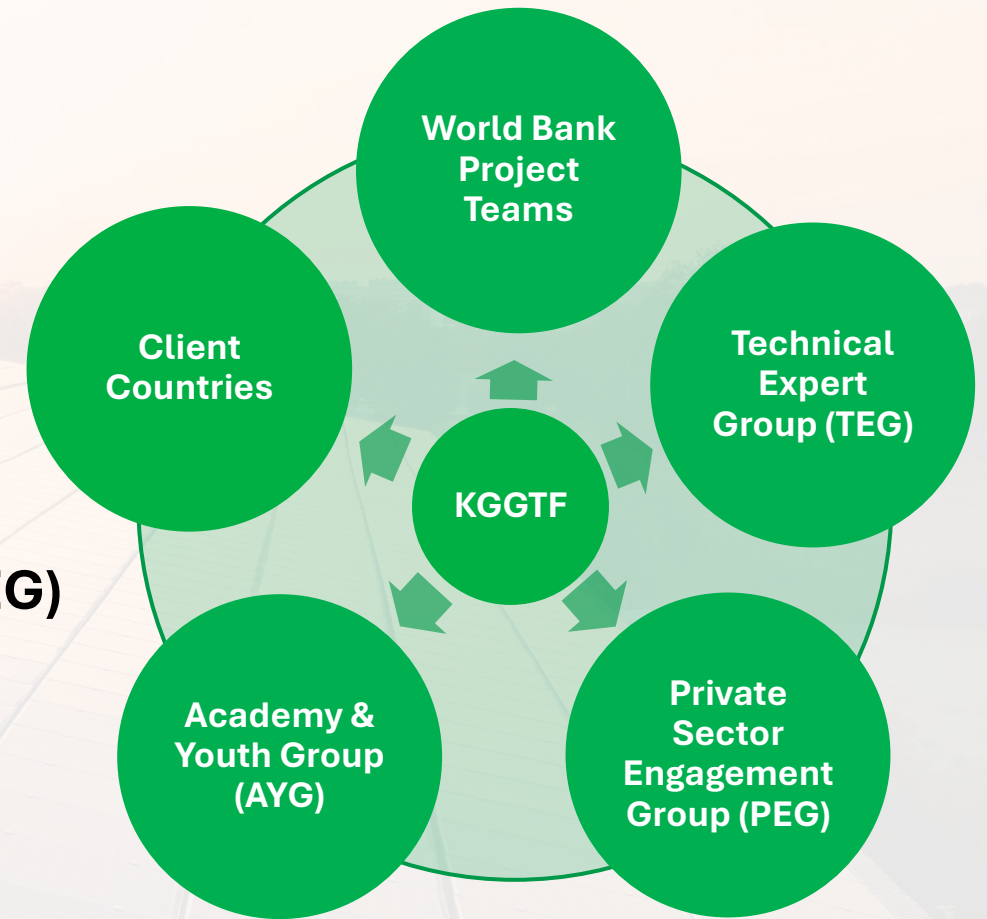 World Bank
Project
Teams
Client
Countries
Technical
Expert
Group (TEG)
KGGTF
G)
Academy &
Youth Group
(AYG)
Private
Sector
Engagement
Group (PEG)